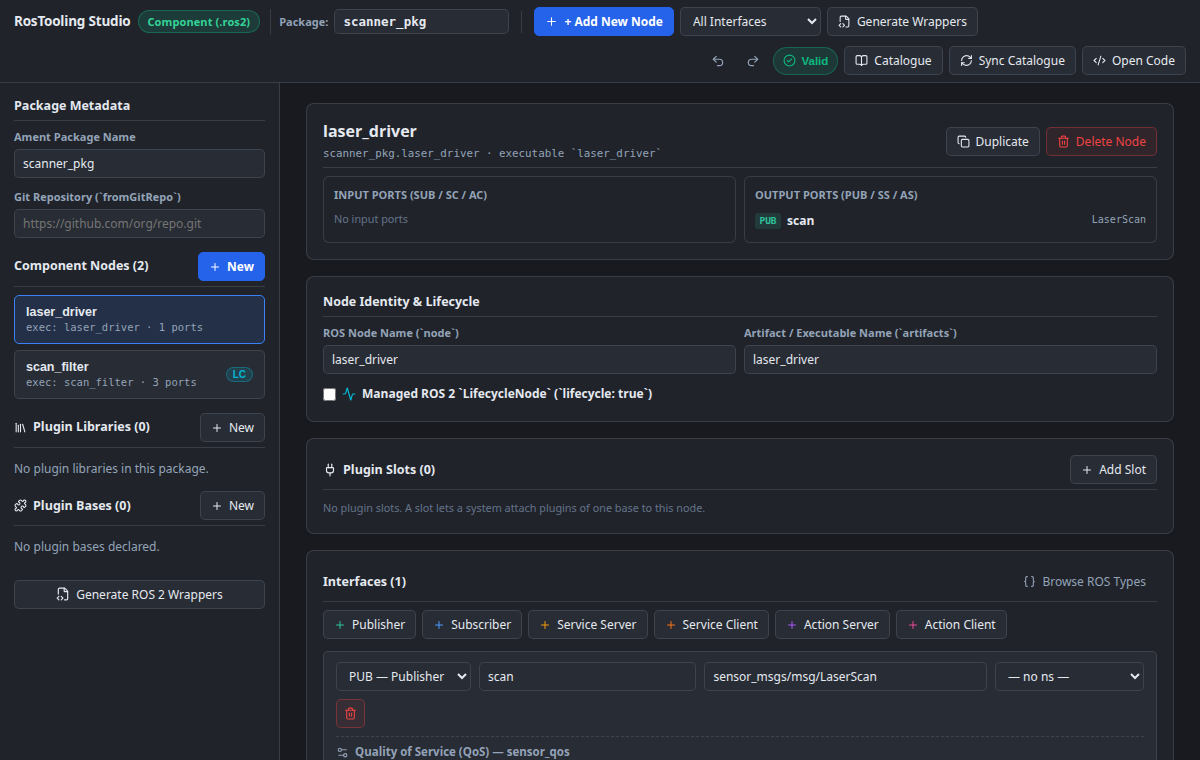 RosTooling Studio
Component (.ros2)
Package:
scanner_pkg
+ Add New Node
All Interfaces
Generate Wrappers
Valid
Catalogue
Sync Catalogue
Open Code
Package Metadata
Ament Package Name
scanner_pkg
Git Repository (`fromGitRepo`)
https://github.com/org/repo.git
Component Nodes (2)
New
laser_driver
exec: laser_driver · 1 ports
scan_filter
exec: scan_filter · 3 ports
LC
Plugin Libraries (0)
New
No plugin libraries in this package.
Plugin Bases (0)
New
No plugin bases declared.
Generate ROS 2 Wrappers
laser_driver
scanner_pkg.laser_driver · executable `laser_driver`
Duplicate
Delete Node
INPUT PORTS (SUB / SC / AC)
No input ports
OUTPUT PORTS (PUB / SS / AS)
PUB scan LaserScan
Node Identity & Lifecycle
ROS Node Name (`node`)
laser_driver
Artifact / Executable Name (`artifacts`)
laser_driver
Managed ROS 2 `LifecycleNode` (`lifecycle: true`)
Plugin Slots (0)
Add Slot
No plugin slots. A slot lets a system attach plugins of one base to this node.
Interfaces (1)
{} Browse ROS Types
+ Publisher
+ Subscriber
+ Service Server
+ Service Client
+ Action Server
+ Action Client
PUB — Publisher
scan
sensor_msgs/msg/LaserScan
— no ns —
Quality of Service (QoS) — sensor_qos